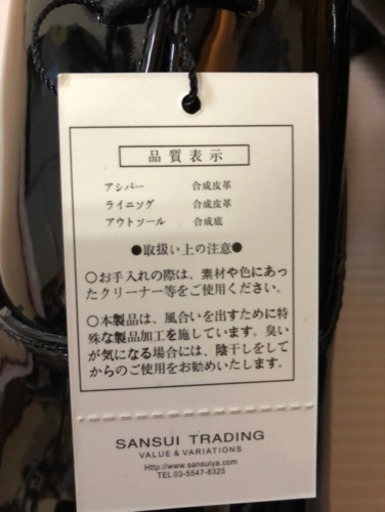 品質表示
アシパー 合成皮革
ライニソグ 合成皮革
アウトソール 合成底
●取扱い上の注意●
○お手入れの際は、素材や色にあっ
たクリーナー等をご使用ください。
○本製品は、風合いを出すために特
殊な製品加工を施しています。臭い
が気になる場合には、陰干しをして
からのご使用をお勧めいたします。
SANSUI TRADING
VALUE & VARIATIONS
Http://www.sansuiya.com
TEL 03-5547-8325